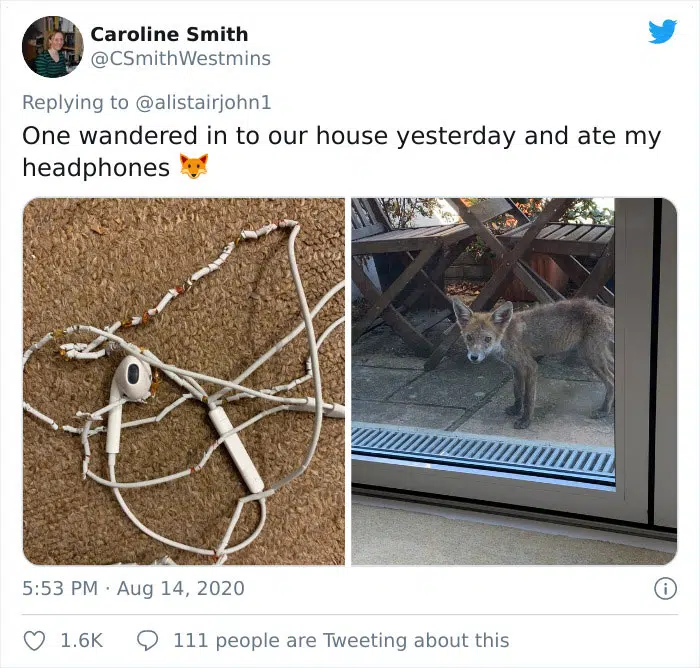 Caroline Smith
@CSmithWestmins
Replying to @alistairjohn1
One wandered in to our house yesterday and ate my
headphones 🦊
5:53 PM · Aug 14, 2020
1.6K
111 people are Tweeting about this